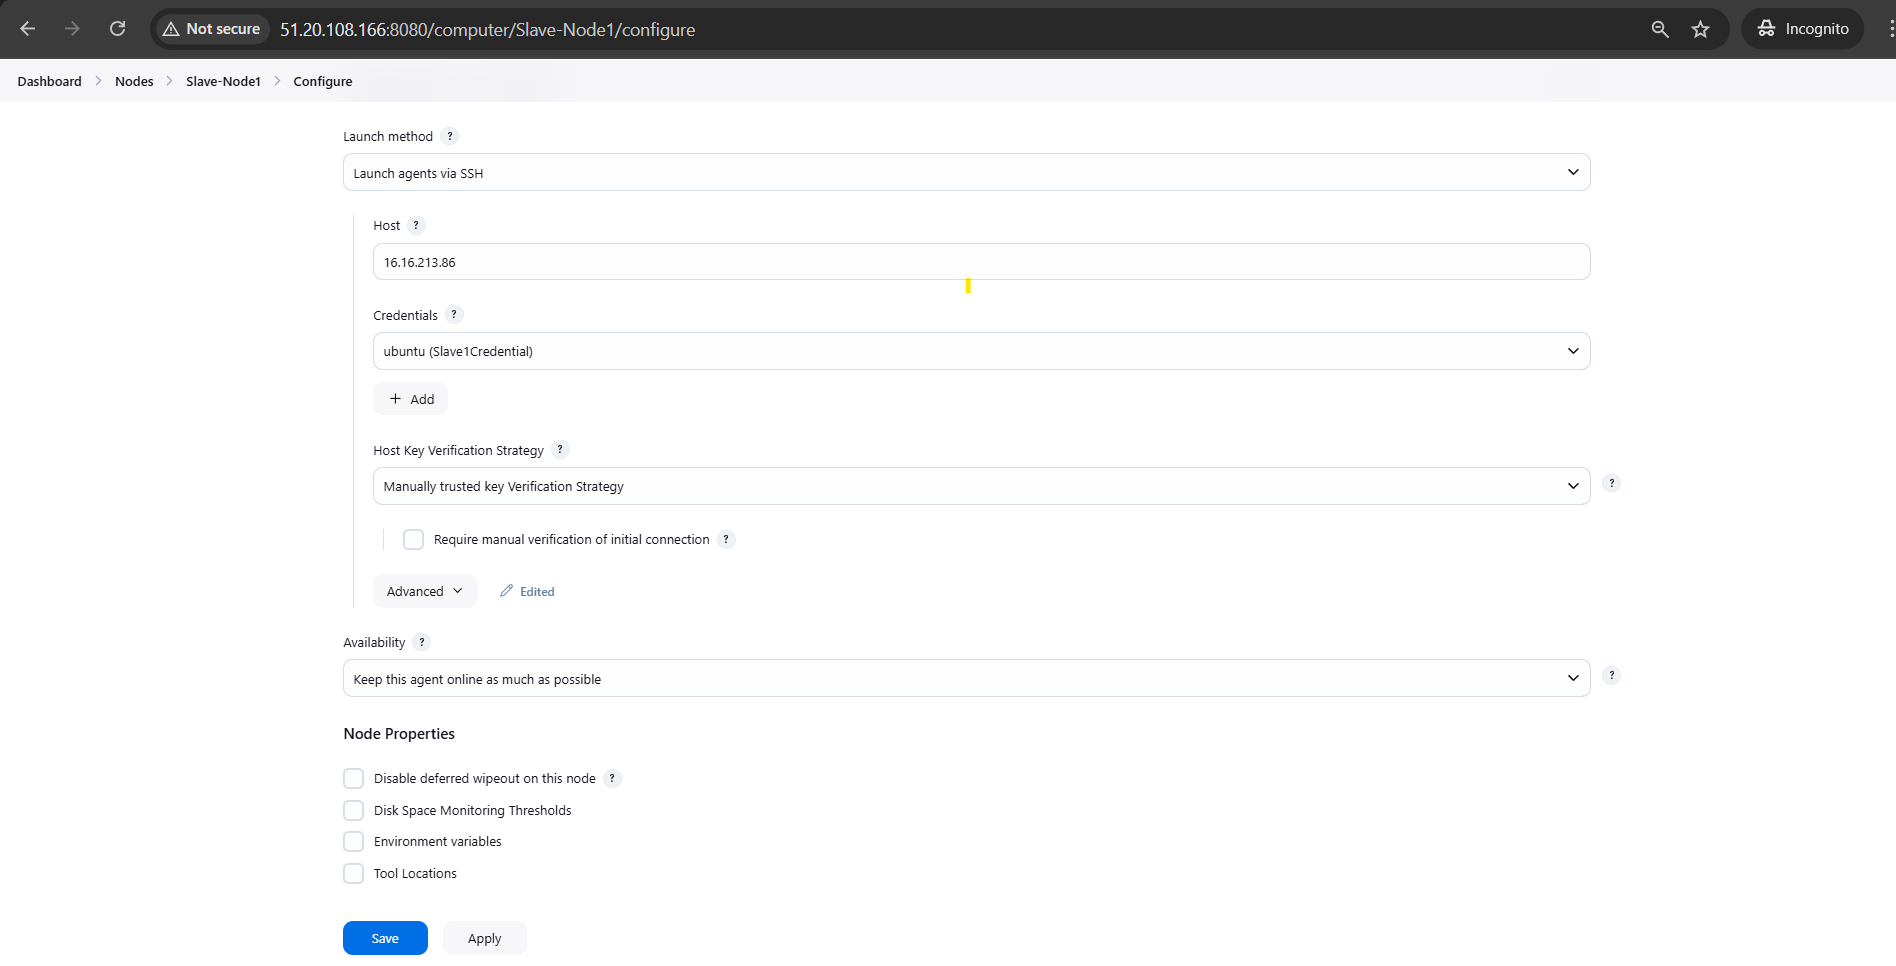 Not secure 51.20.108.166:8080/computer/Slave-Node1/configure Incognito
Dashboard Nodes Slave-Node1 Configure
Launch method ?
Launch agents via SSH
Host ?
16.16.213.86
Credentials ?
ubuntu (Slave1Credential)
+ Add
Host Key Verification Strategy ?
Manually trusted key Verification Strategy
?
Require manual verification of initial connection ?
Advanced Edited
Availability ?
Keep this agent online as much as possible
?
Node Properties
Disable deferred wipeout on this node ?
Disk Space Monitoring Thresholds
Environment variables
Tool Locations
Save Apply